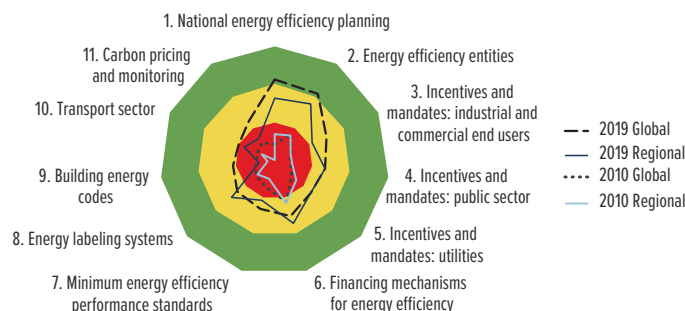 1. National energy efficiency planning
2. Energy efficiency entities
3. Incentives and
mandates: industrial and
commercial end users
4. Incentives and
mandates: public sector
5. Incentives and
mandates: utilities
6. Financing mechanisms
for energy efficiency
7. Minimum energy efficiency
performance standards
8. Energy labeling systems
9. Building energy
codes
10. Transport sector
11. Carbon pricing
and monitoring
2019 Global
2019 Regional
2010 Global
2010 Regional